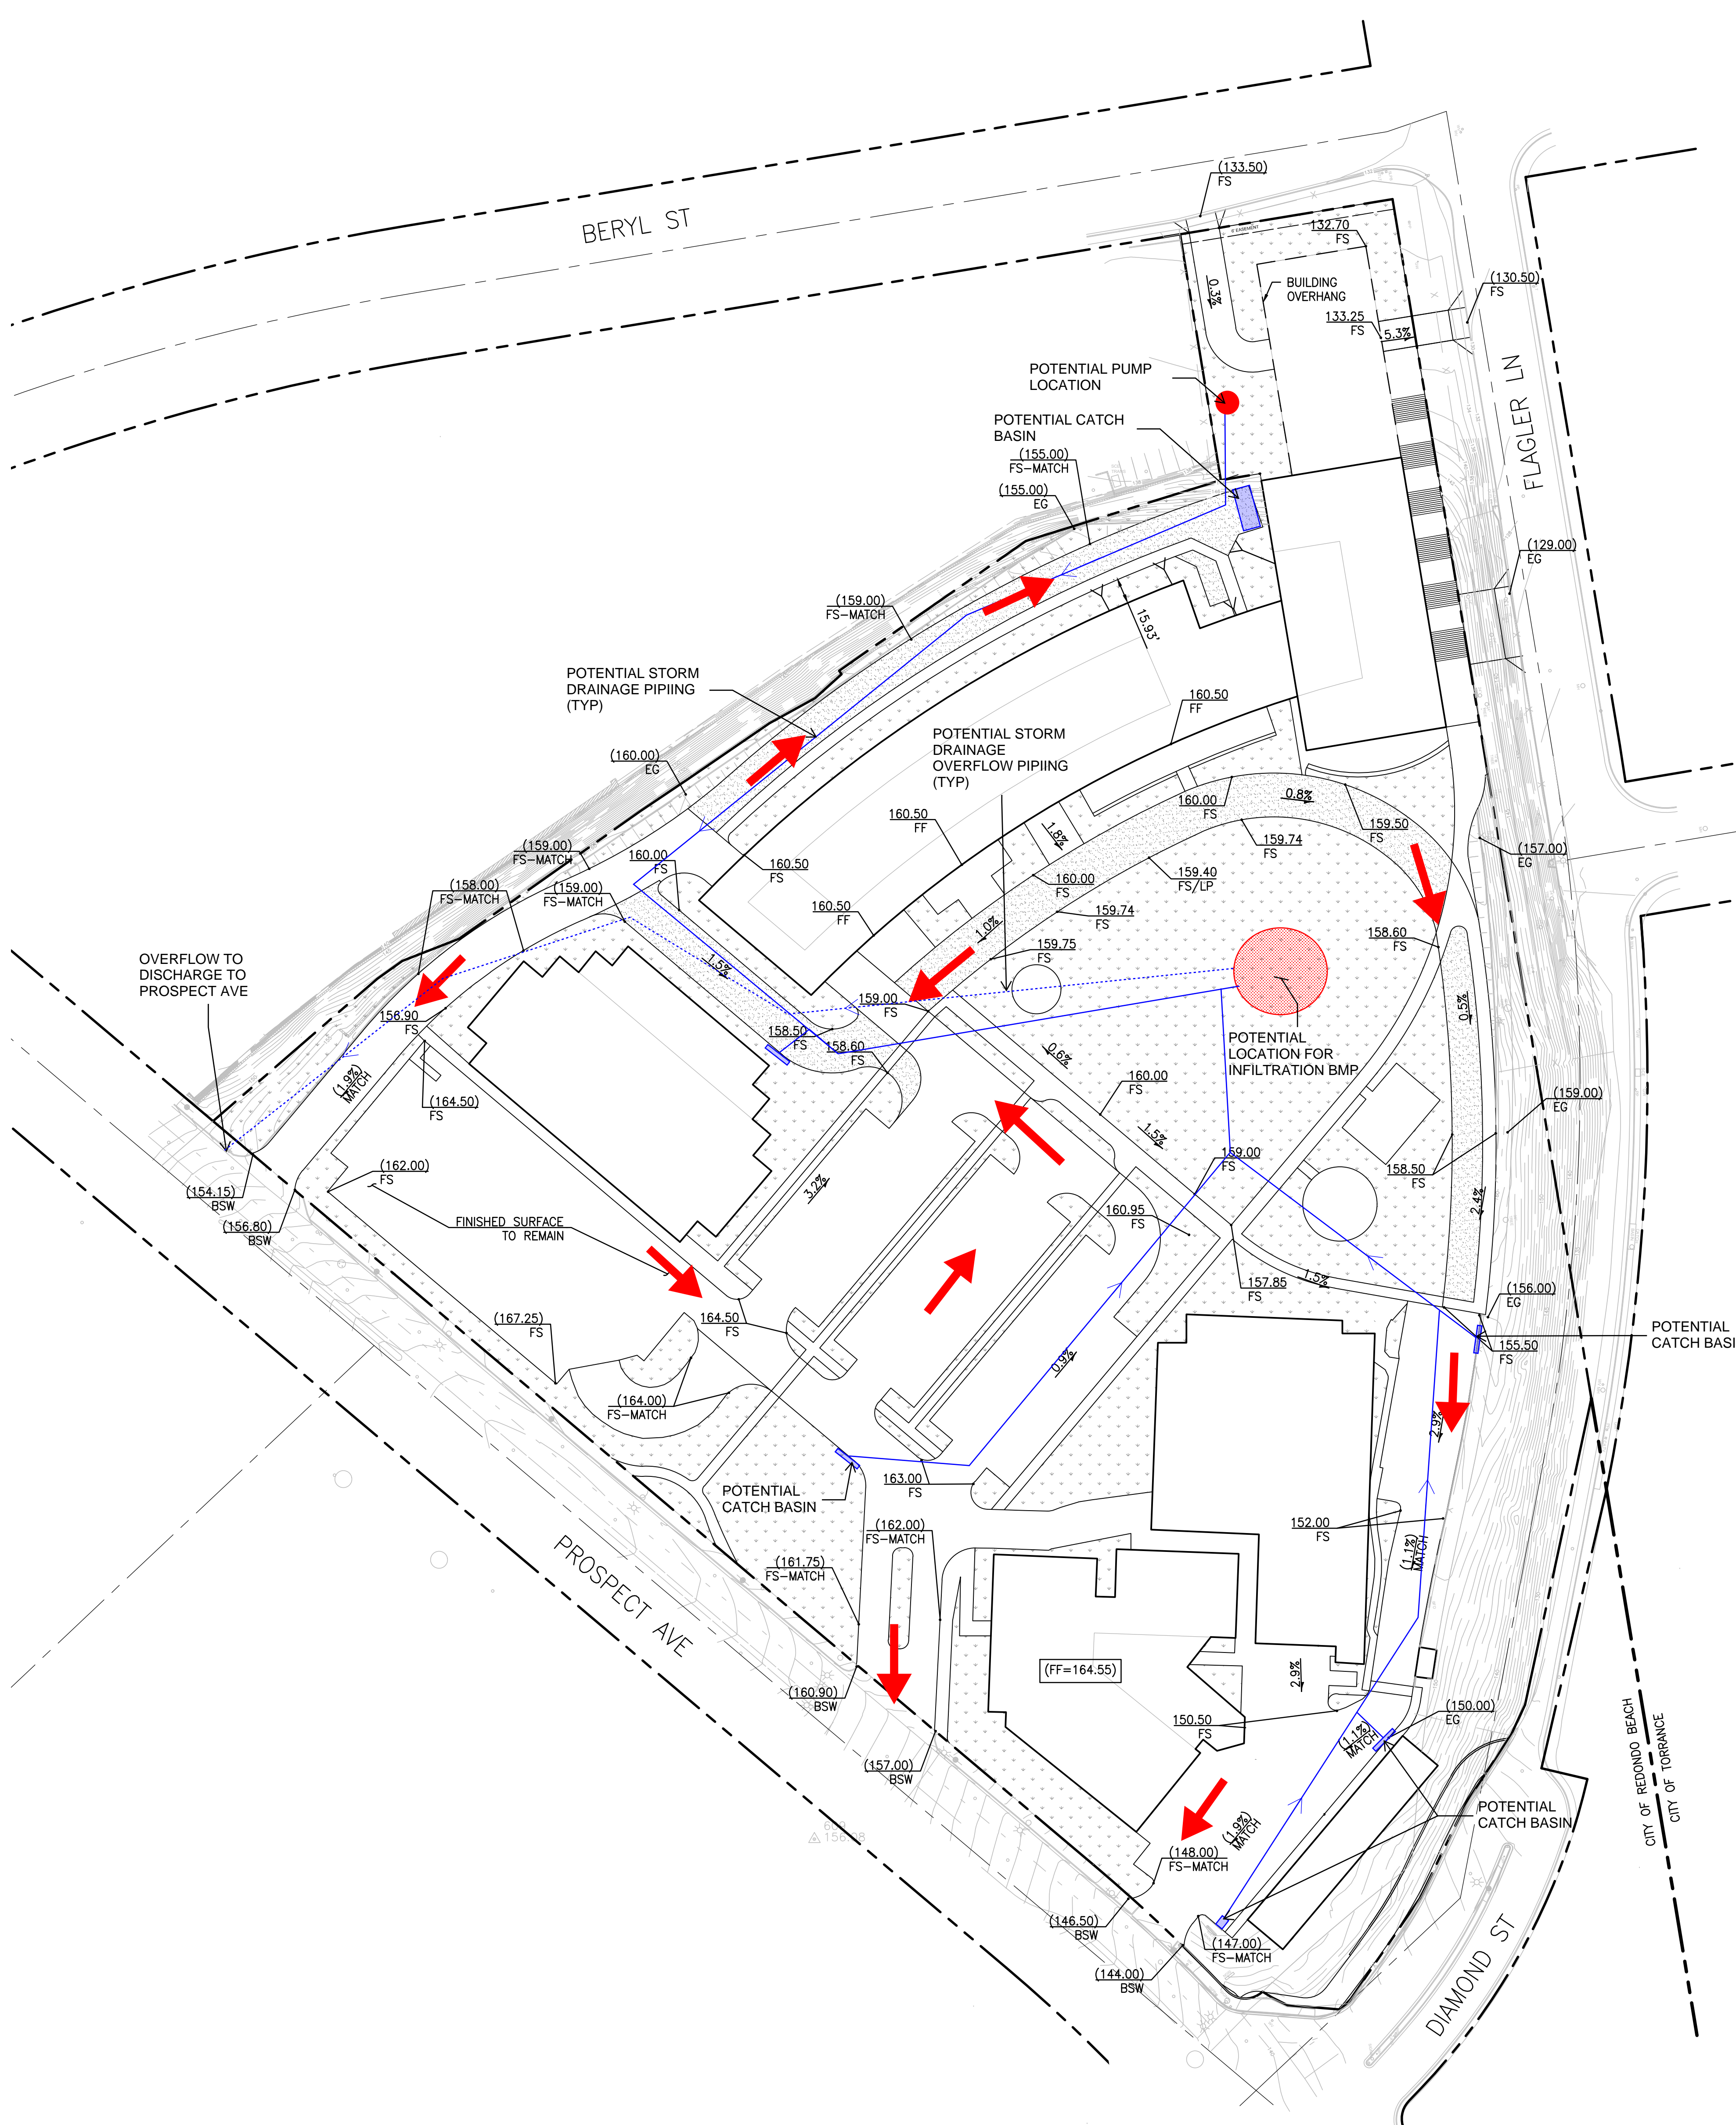 (133.50)
FS
BERYL ST
132.70
FS
₵ EASEMENT
0.3%
BUILDING
OVERHANG
(130.50)
FS
133.25
FS
5.3%
FLAGLER LN
POTENTIAL PUMP
LOCATION
POTENTIAL CATCH
BASIN
(155.00)
FS-MATCH
(155.00)
EG
(129.00)
EG
(159.00)
FS-MATCH
15.93'
POTENTIAL STORM
DRAINAGE PIPIING
(TYP)
160.50
FF
POTENTIAL STORM
DRAINAGE
OVERFLOW PIPIING
(TYP)
(160.00)
EG
160.00
FS
0.8%
159.50
FS
160.50
FF
1.8%
159.74
FS
(157.00)
EG
(159.00)
FS-MATCH
160.00
FS
160.50
FS
159.40
FS/LP
160.00
FS
(158.00)
FS-MATCH
(159.00)
FS-MATCH
160.50
FF
159.74
FS
1.0%
158.60
FS
159.75
FS
OVERFLOW TO
DISCHARGE TO
PROSPECT AVE
1.5%
159.00
FS
0.5%
156.90
FS
158.50
FS
158.60
FS
POTENTIAL
LOCATION FOR
INFILTRATION BMP
0.6%
(1.9%)
MATCH
(164.50)
FS
160.00
FS
(159.00)
EG
1.5%
159.00
FS
158.50
FS
(162.00)
FS
3.2%
(154.15)
BSW
2.4%
160.95
FS
(156.80)
BSW
FINISHED SURFACE
TO REMAIN
1.5%
157.85
FS
(156.00)
EG
(167.25)
FS
164.50
FS
POTENTIAL
CATCH BASI
155.50
FS
0.9%
(164.00)
FS-MATCH
2.9%
163.00
FS
POTENTIAL
CATCH BASIN
152.00
FS
(162.00)
FS-MATCH
(1.1%)
MATCH
PROSPECT AVE
(161.75)
FS-MATCH
(FF=164.55)
2.9%
(160.90)
BSW
(150.00)
EG
150.50
FS
(1.1%)
MATCH
CITY OF REDONDO BEACH
CITY OF TORRANCE
(157.00)
BSW
POTENTIAL
CATCH BASIN
(1.9%)
MATCH
(148.00)
FS-MATCH
(146.50)
BSW
(147.00)
FS-MATCH
DIAMOND ST
(144.00)
BSW